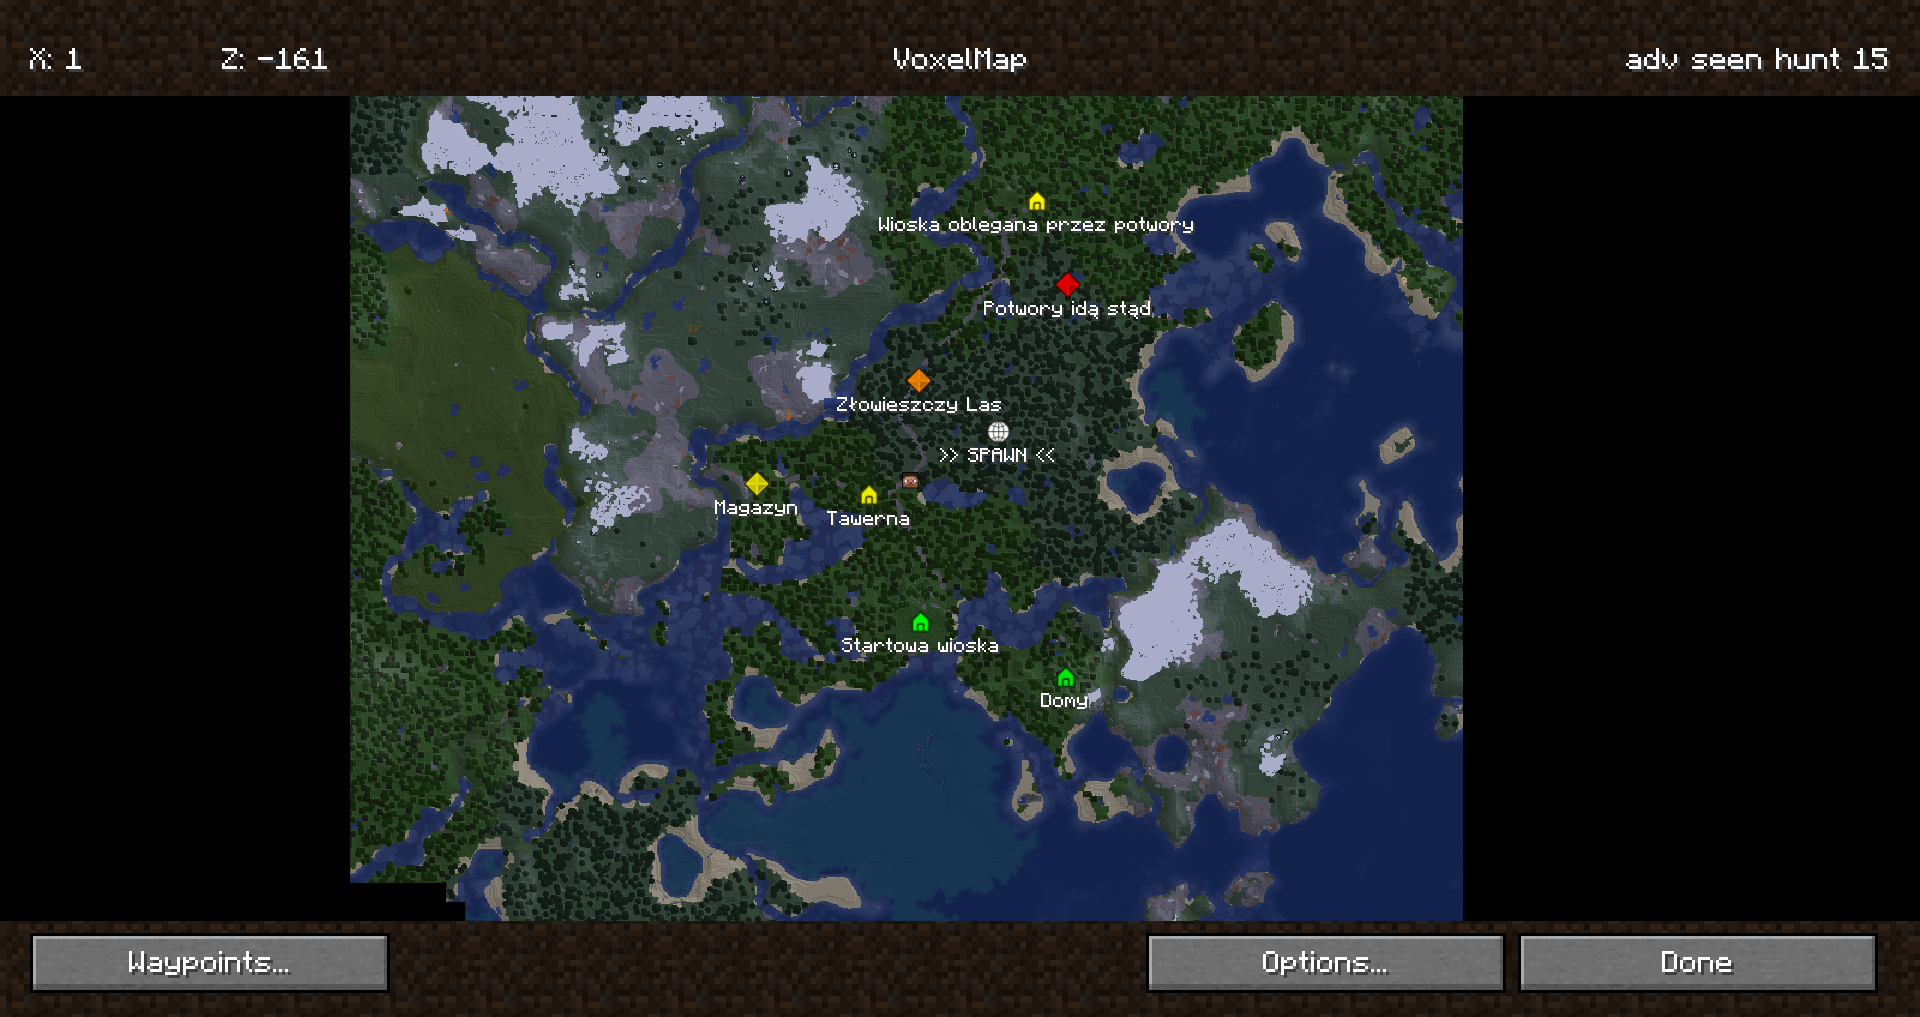 X: 1
Z: -161
VoxelMap
adv seen hunt 15
Wioska oblegana przez potwory
Potwory idą stąd
Złowieszczy Las
>> SPAWN <<
Magazyn
Tawerna
Startowa wioska
Domy
Waypoints...
Options...
Done